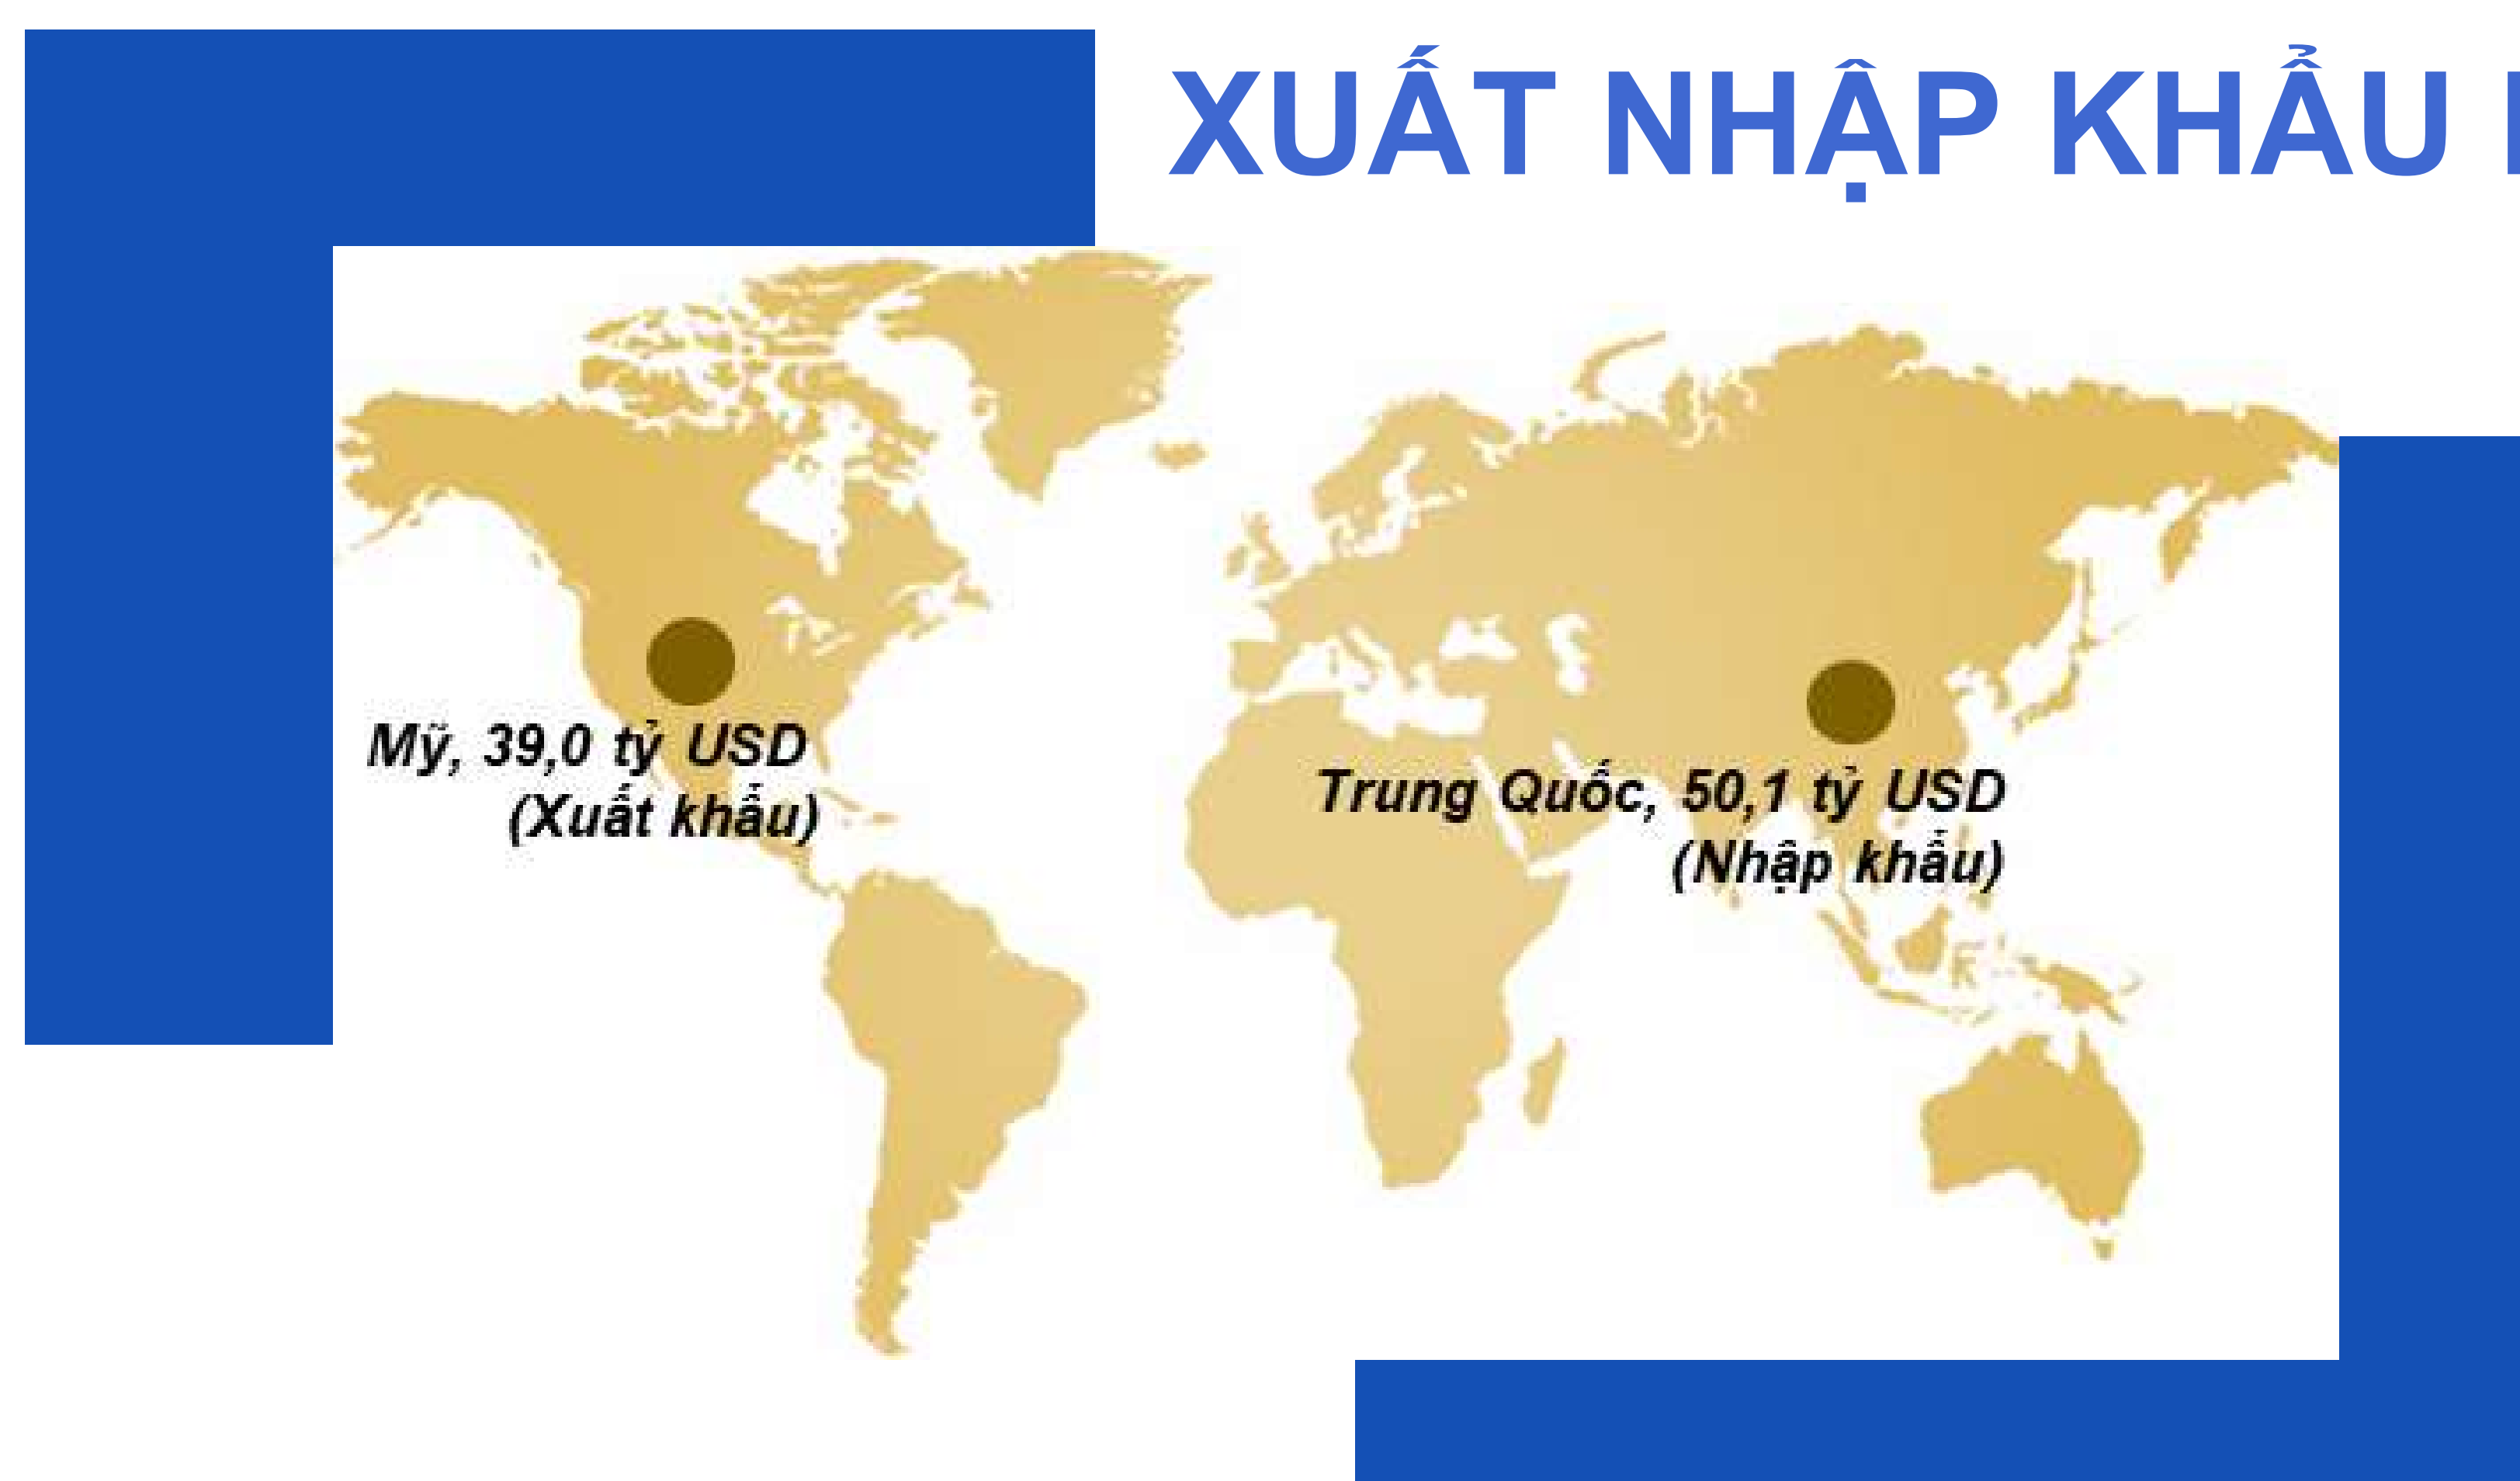 XUẤT NHẬP KHẨU
Mỹ, 39,0 tỷ USD
(Xuất khẩu)
Trung Quốc, 50,1 tỷ USD
(Nhập khẩu)